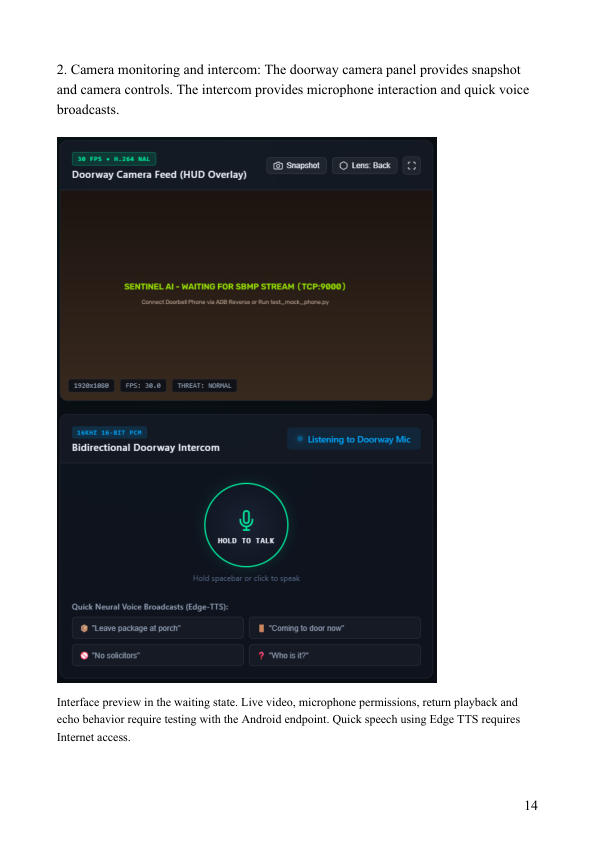 2. Camera monitoring and intercom: The doorway camera panel provides snapshot
and camera controls. The intercom provides microphone interaction and quick voice
broadcasts.
30 FPS • H.264 NAL
Doorway Camera Feed (HUD Overlay)
Snapshot
Lens: Back
SENTINEL AI - WAITING FOR SBMP STREAM (TCP:9000)
Connect Doorbell Phone via ADB Reverse or Run test_mock_phone.py
1920x1080
FPS: 30.0
THREAT: NORMAL
16KHZ 16-BIT PCM
Bidirectional Doorway Intercom
Listening to Doorway Mic
HOLD TO TALK
Hold spacebar or click to speak
Quick Neural Voice Broadcasts (Edge-TTS):
"Leave package at porch"
"Coming to door now"
"No solicitors"
"Who is it?"
Interface preview in the waiting state. Live video, microphone permissions, return playback and
echo behavior require testing with the Android endpoint. Quick speech using Edge TTS requires
Internet access.
14